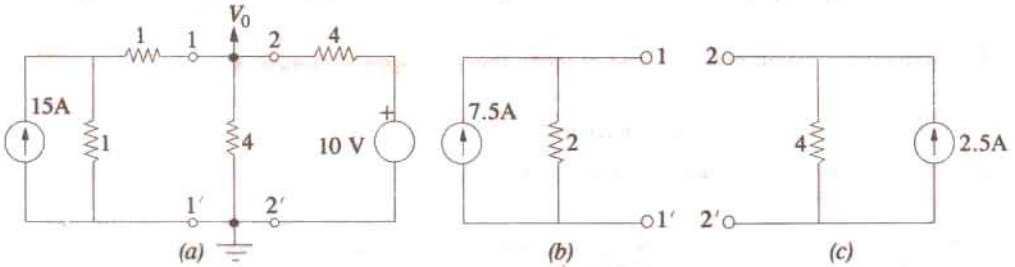 V0
1 1 2 4
15A 1 4 10 V +
1′ 2′
(a)
1
7.5A 2
1′
(b)
2
4 2.5A
2′
(c)